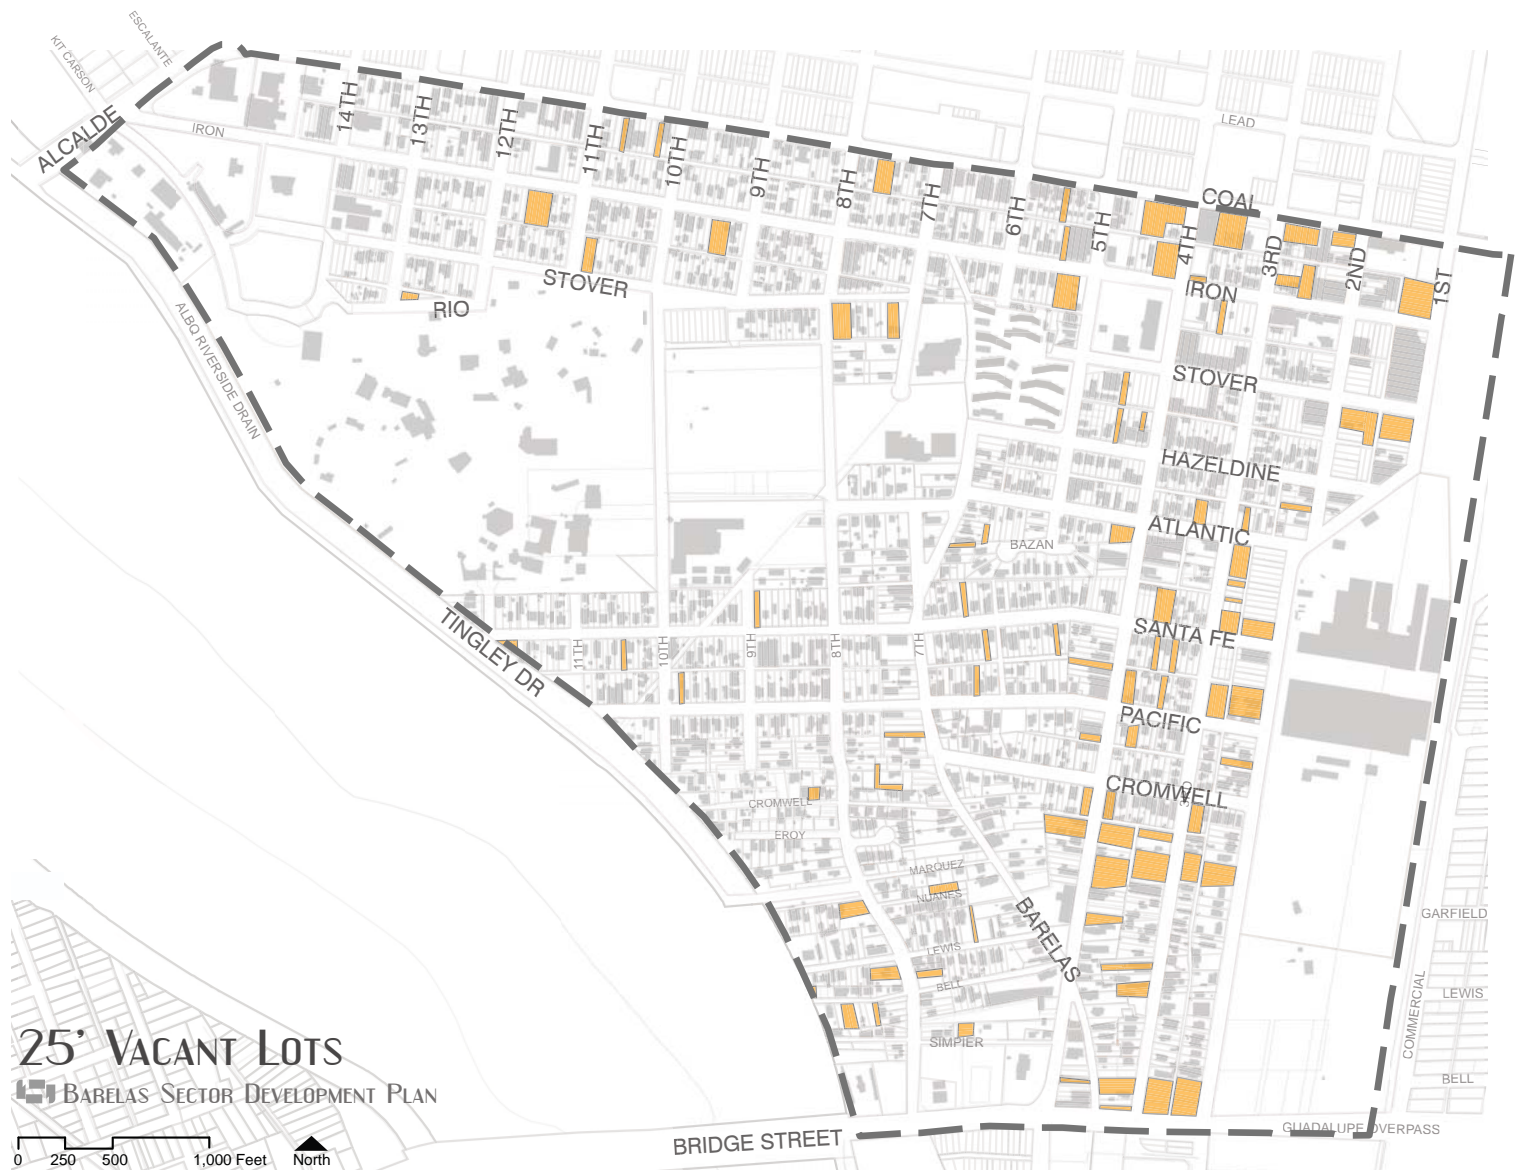 ESCALANTE
KIT CARSON
ALCALDE
IRON
14TH
13TH
12TH
11TH
10TH
9TH
8TH
7TH
6TH
5TH
4TH
3RD
2ND
1ST
LEAD
COAL
IRON
STOVER
RIO
STOVER
ALBQ RIVERSIDE DRAIN
HAZELDINE
ATLANTIC
BAZAN
TINGLEY DR
11TH
10TH
9TH
8TH
7TH
SANTA FE
PACIFIC
CROMWELL
3RD
CROMWELL
EROY
MARQUEZ
NUANES
BARELAS
LEWIS
BELL
SIMPIER
GARFIELD
LEWIS
COMMERCIAL
BELL
GUADALUPE OVERPASS
BRIDGE STREET
25' VACANT LOTS
BARELAS SECTOR DEVELOPMENT PLAN
0 250 500 1,000 Feet North